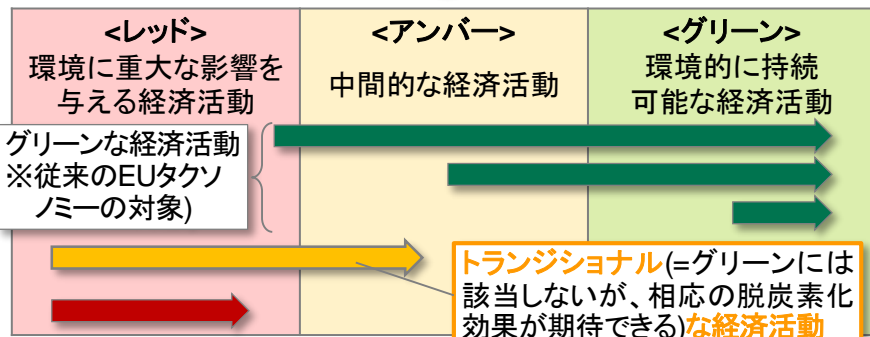 <レッド>
環境に重大な影響を
与える経済活動
<アンバー>
中間的な経済活動
<グリーン>
環境的に持続
可能な経済活動
グリーンな経済活動
※従来のEUタクソ
ノミーの対象)
トランジショナル(=グリーンには
該当しないが、相応の脱炭素化
効果が期待できる)な経済活動